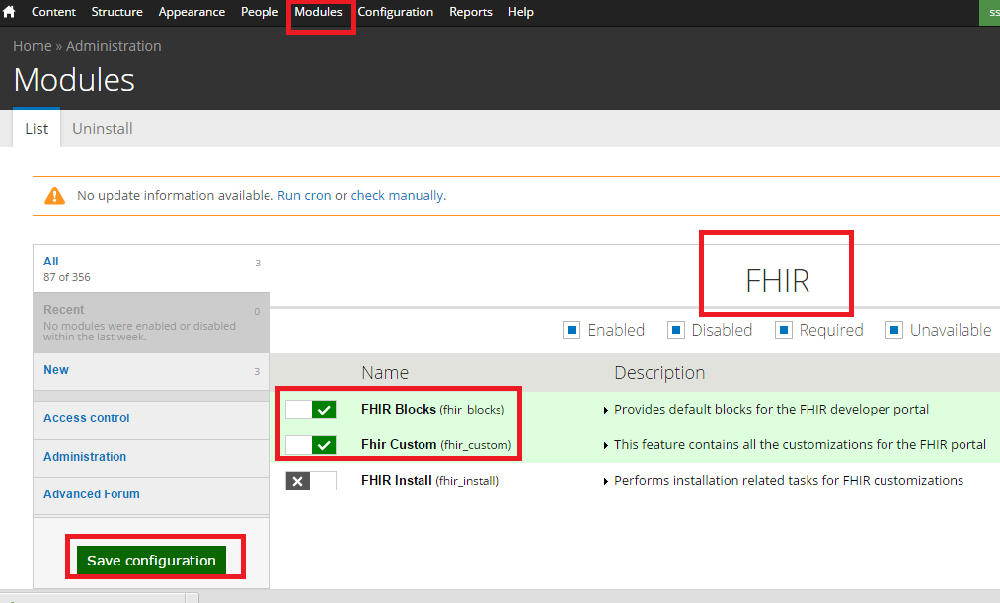 Content Structure Appearance People Modules Configuration Reports Help ss
Home » Administration
Modules
List Uninstall
No update information available. Run cron or check manually.
All 3
87 of 356
FHIR
Recent 0
No modules were enabled or disabled
within the last week.
Enabled Disabled Required Unavailable
New 3
Name Description
FHIR Blocks (fhir_blocks) Provides default blocks for the FHIR developer portal
Access control
Fhir Custom (fhir_custom) This feature contains all the customizations for the FHIR portal
Administration
FHIR Install (fhir_install) Performs installation related tasks for FHIR customizations
Advanced Forum
Save configuration